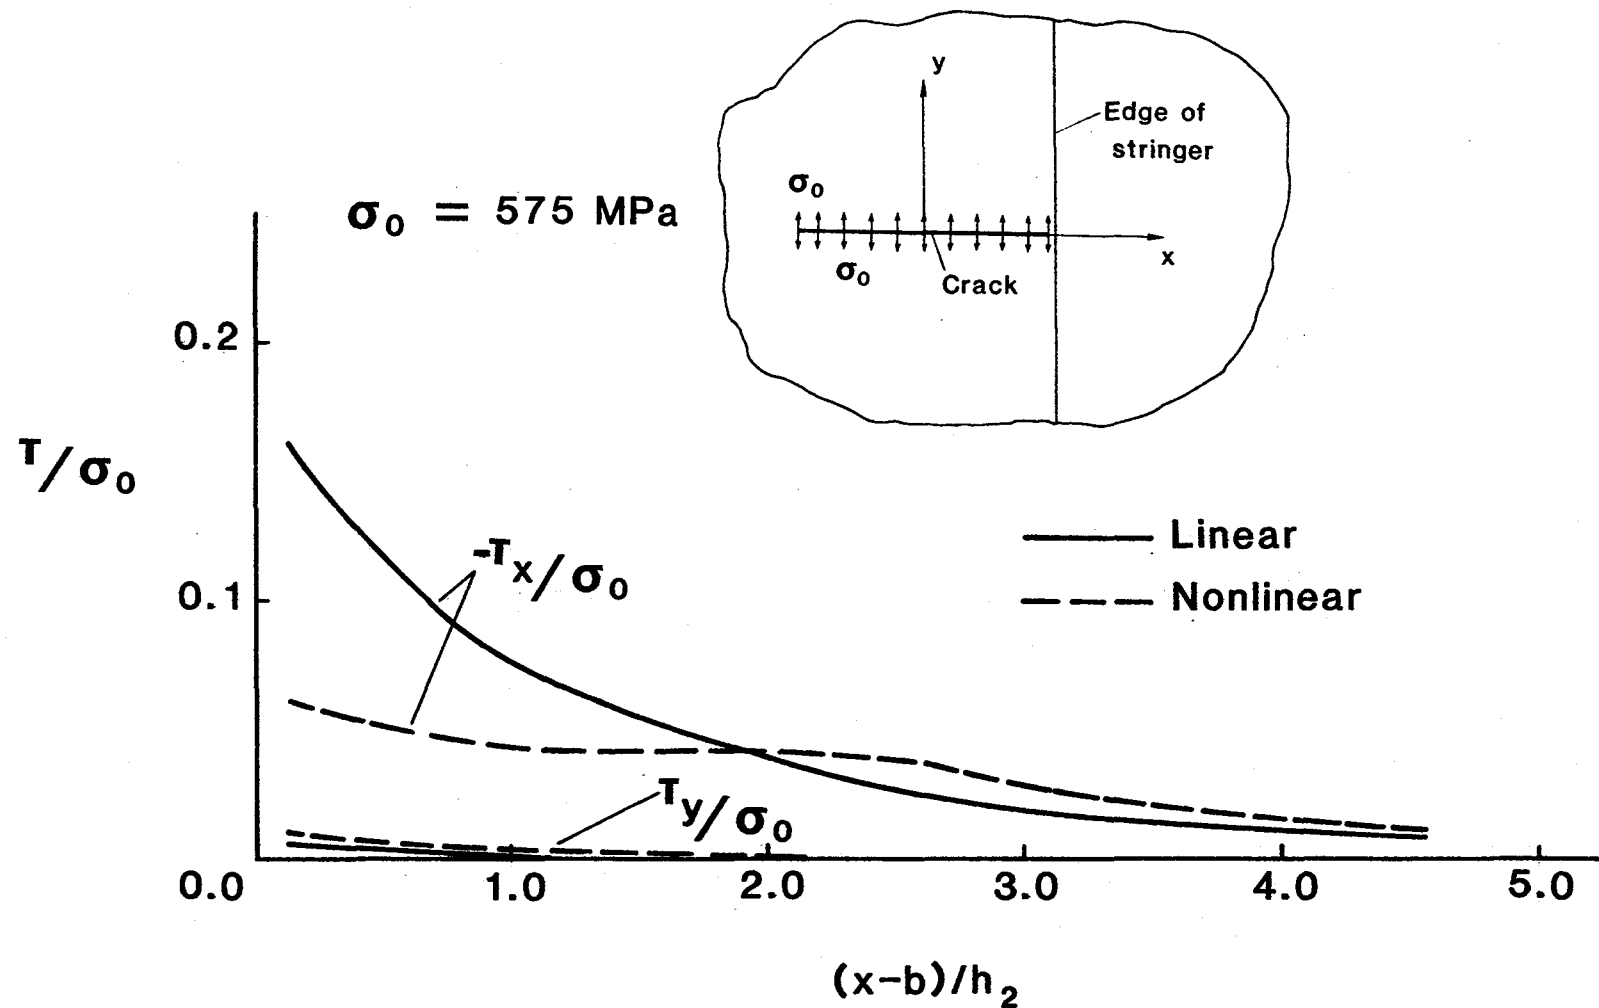 y
Edge of
stringer
σ₀
σ₀ = 575 MPa
x
σ₀
Crack
0.2
τ/σ₀
Linear
-τₓ/σ₀
0.1
Nonlinear
τy/σ₀
0.0 1.0 2.0 3.0 4.0 5.0
(x-b)/h₂